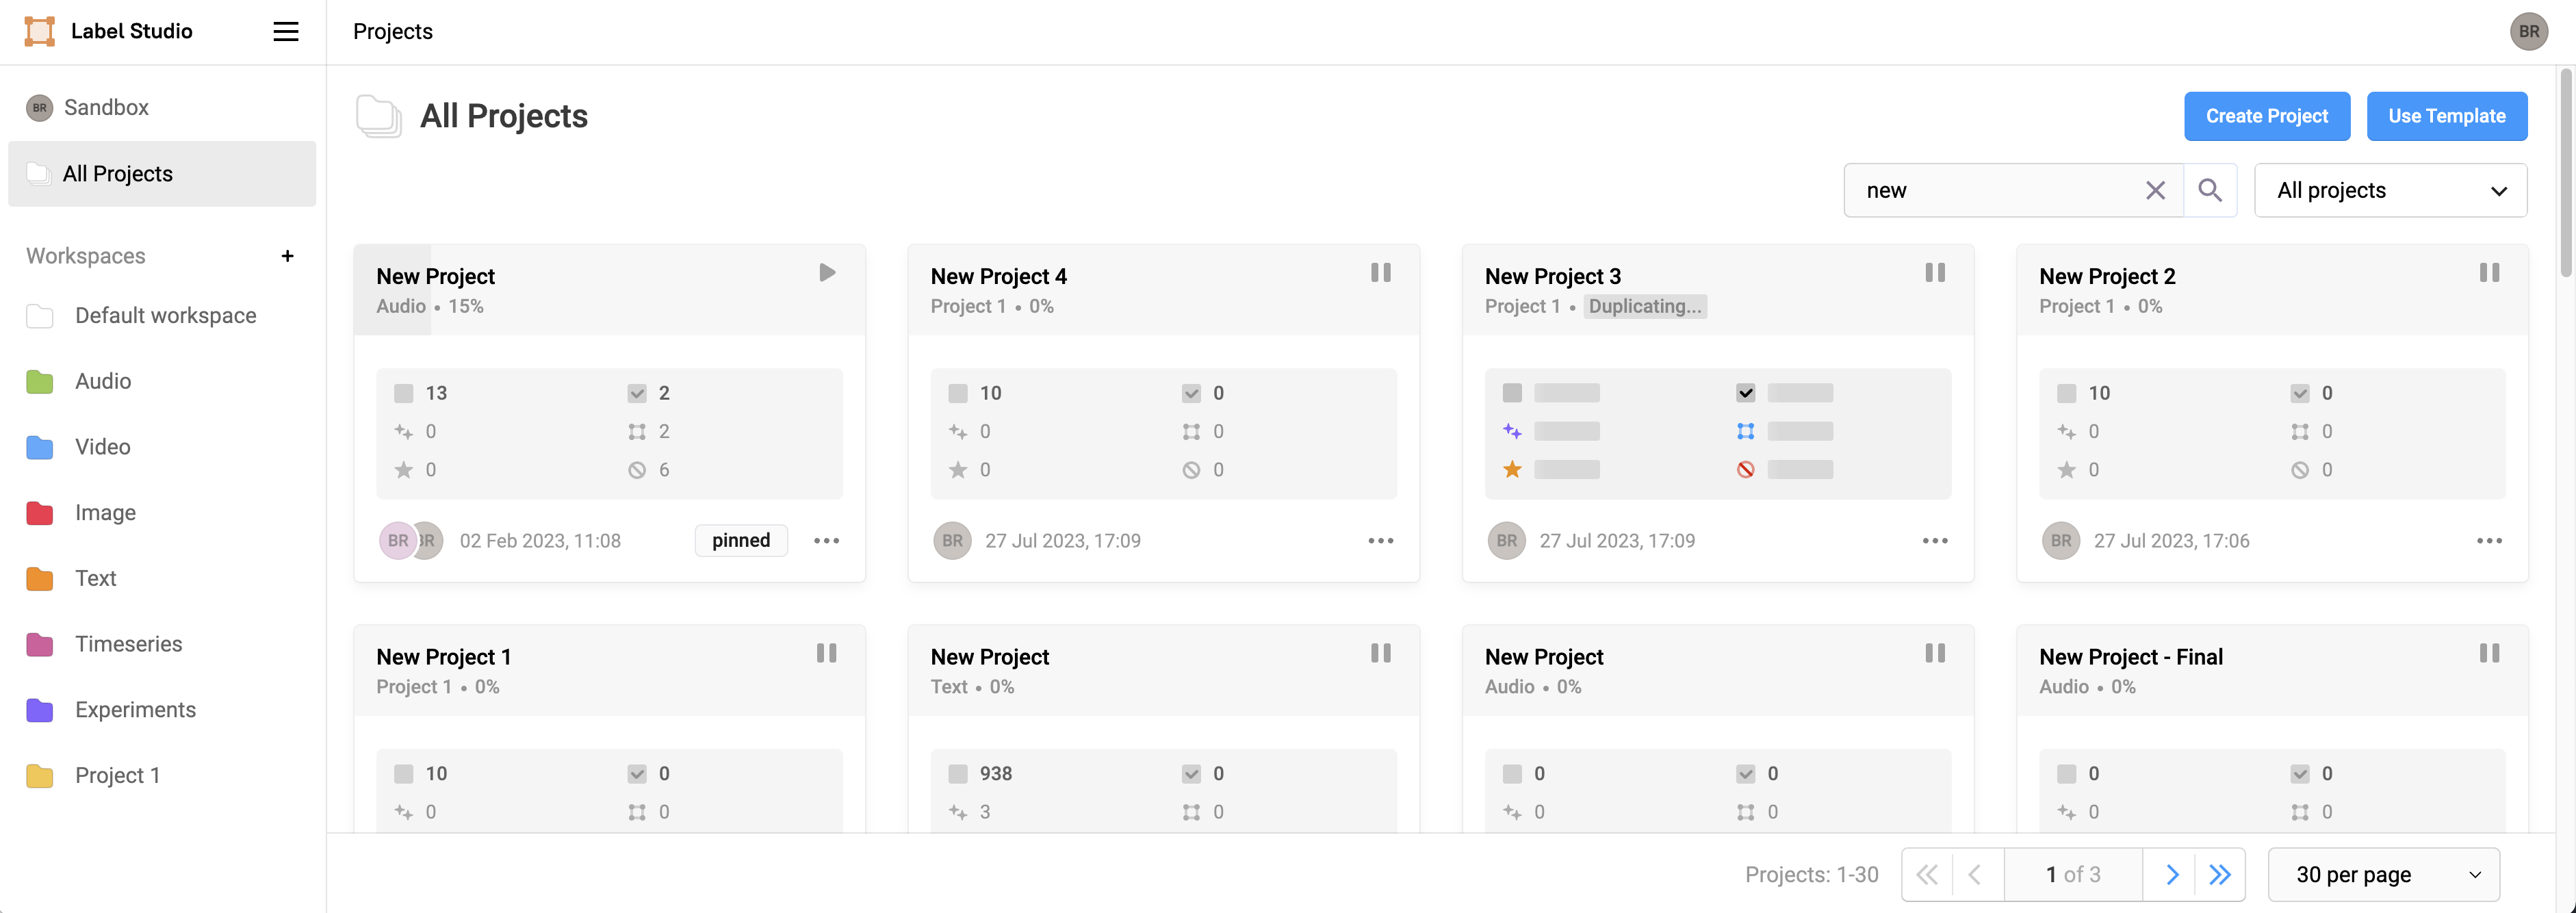 Label Studio
Projects
BR
BR Sandbox
All Projects
Workspaces +
Default workspace
Audio
Video
Image
Text
Timeseries
Experiments
Project 1
All Projects
Create Project
Use Template
new
All projects
New Project
Audio • 15%
13 2
0 2
0 6
BR BR 02 Feb 2023, 11:08 pinned
New Project 4
Project 1 • 0%
10 0
0 0
0 0
BR 27 Jul 2023, 17:09
New Project 3
Project 1 • Duplicating...
BR 27 Jul 2023, 17:09
New Project 2
Project 1 • 0%
10 0
0 0
0 0
BR 27 Jul 2023, 17:06
New Project 1
Project 1 • 0%
10 0
0 0
New Project
Text • 0%
938 0
3 0
New Project
Audio • 0%
0 0
0 0
New Project - Final
Audio • 0%
0 0
0 0
Projects: 1-30
1 of 3
30 per page